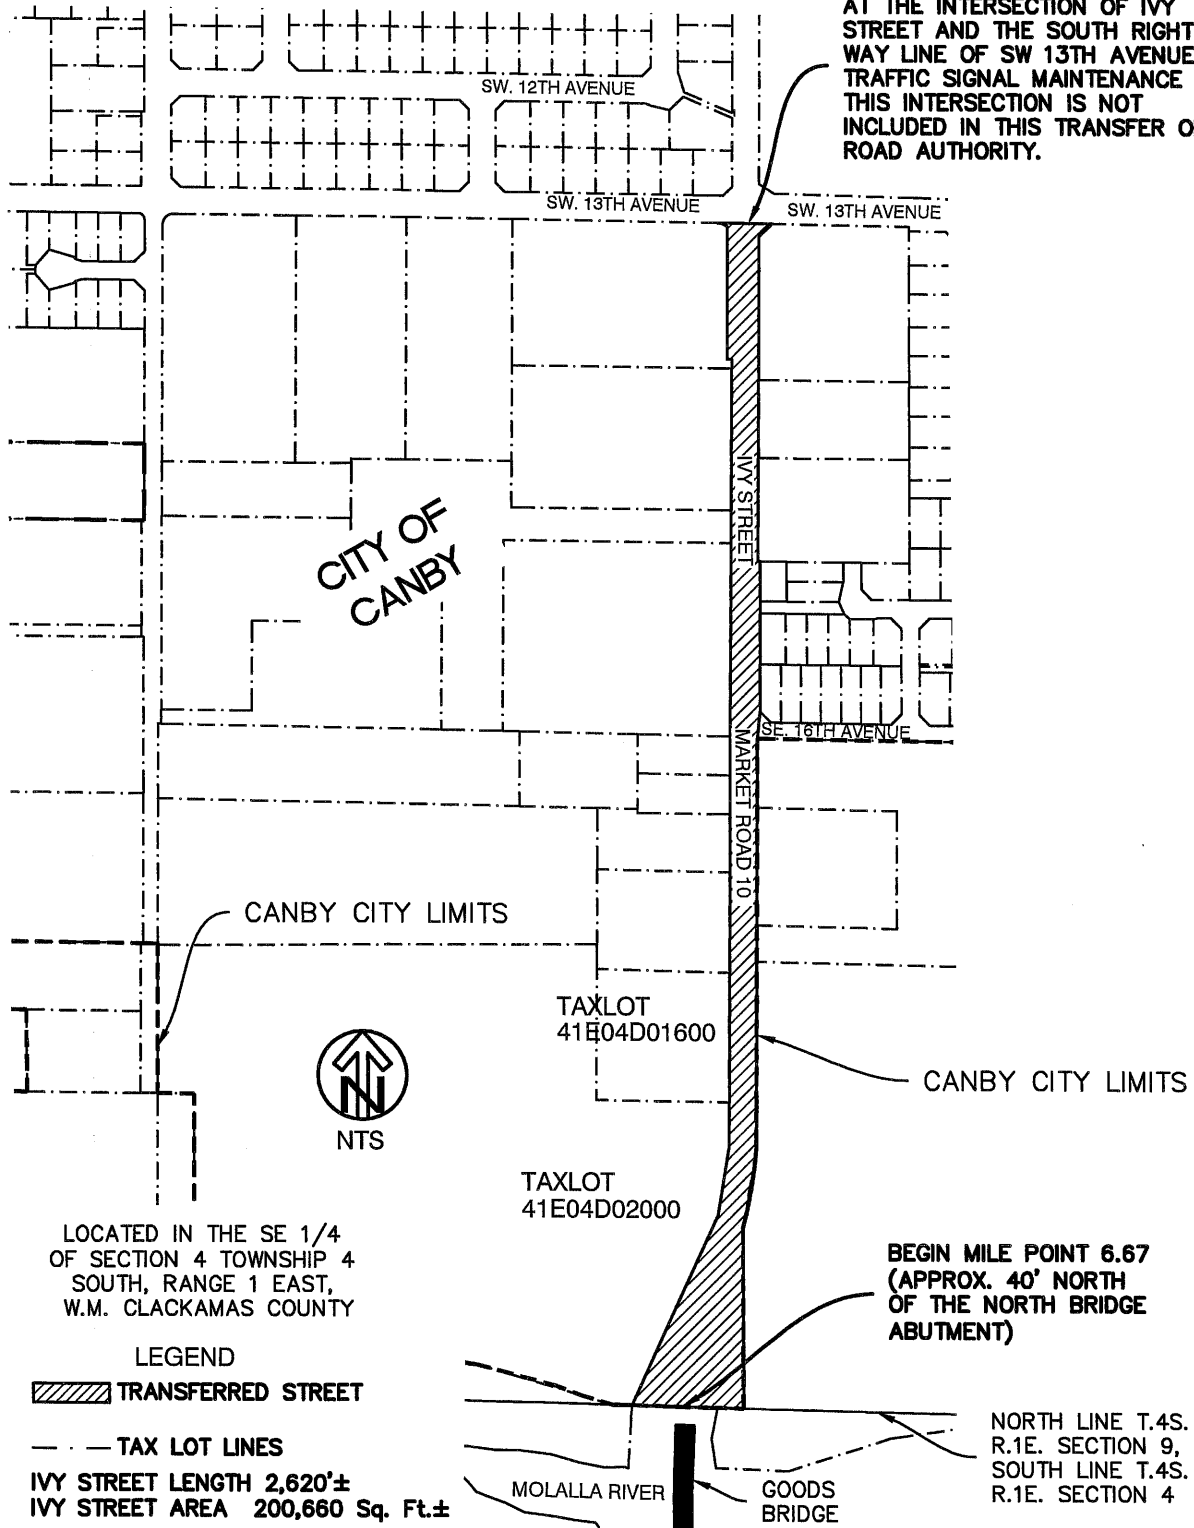 AT THE INTERSECTION OF IVY
STREET AND THE SOUTH RIGHT
WAY LINE OF SW 13TH AVENUE
TRAFFIC SIGNAL MAINTENANCE
THIS INTERSECTION IS NOT
INCLUDED IN THIS TRANSFER O
ROAD AUTHORITY.
SW. 12TH AVENUE
SW. 13TH AVENUE
SW. 13TH AVENUE
IVY STREET
CITY OF
CANBY
SE. 16TH AVENUE
MARKET ROAD 10
CANBY CITY LIMITS
TAXLOT
41E04D01600
CANBY CITY LIMITS
N
NTS
TAXLOT
41E04D02000
LOCATED IN THE SE 1/4
OF SECTION 4 TOWNSHIP 4
SOUTH, RANGE 1 EAST,
W.M. CLACKAMAS COUNTY
BEGIN MILE POINT 6.67
(APPROX. 40' NORTH
OF THE NORTH BRIDGE
ABUTMENT)
LEGEND
TRANSFERRED STREET
TAX LOT LINES
IVY STREET LENGTH 2,620'±
IVY STREET AREA 200,660 Sq. Ft.±
MOLALLA RIVER
GOODS
BRIDGE
NORTH LINE T.4S.
R.1E. SECTION 9,
SOUTH LINE T.4S.
R.1E. SECTION 4